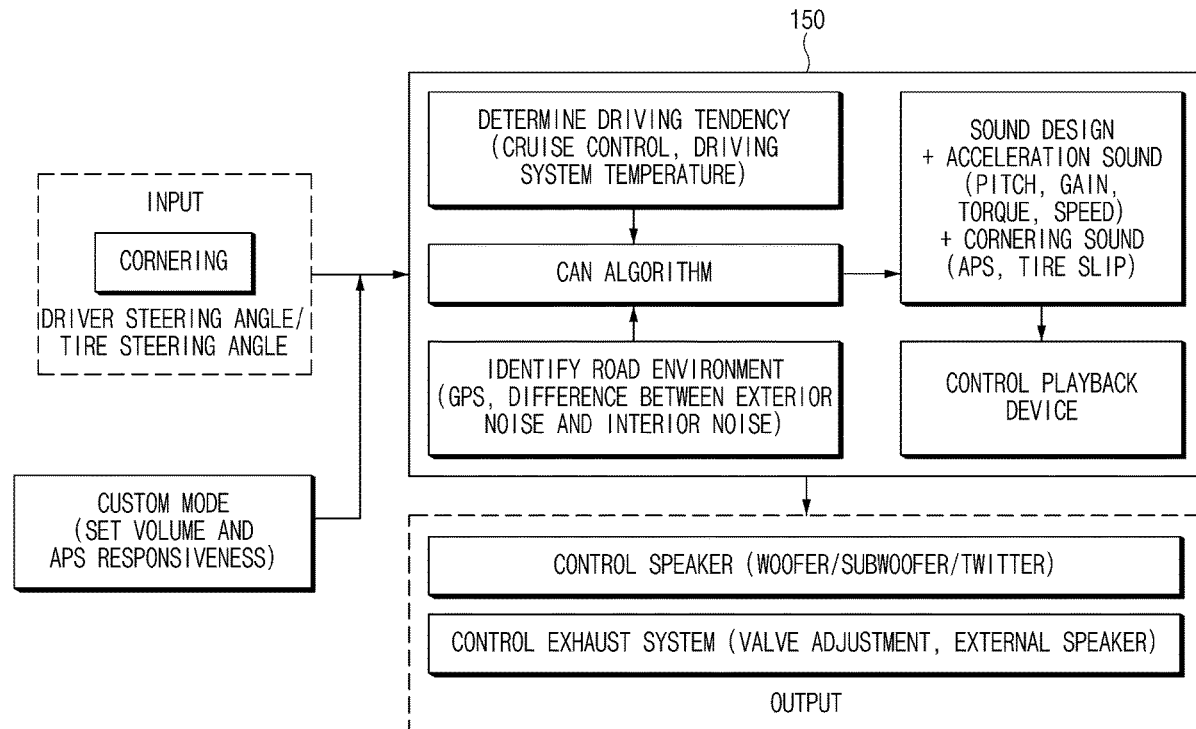 150
DETERMINE DRIVING TENDENCY
(CRUISE CONTROL, DRIVING
SYSTEM TEMPERATURE)
SOUND DESIGN
+ ACCELERATION SOUND
(PITCH, GAIN,
TORQUE, SPEED)
+ CORNERING SOUND
(APS, TIRE SLIP)
INPUT
CORNERING
DRIVER STEERING ANGLE/
TIRE STEERING ANGLE
CAN ALGORITHM
IDENTIFY ROAD ENVIRONMENT
(GPS, DIFFERENCE BETWEEN EXTERIOR
NOISE AND INTERIOR NOISE)
CONTROL PLAYBACK
DEVICE
CUSTOM MODE
(SET VOLUME AND
APS RESPONSIVENESS)
CONTROL SPEAKER (WOOFER/SUBWOOFER/TWITTER)
CONTROL EXHAUST SYSTEM (VALVE ADJUSTMENT, EXTERNAL SPEAKER)
OUTPUT